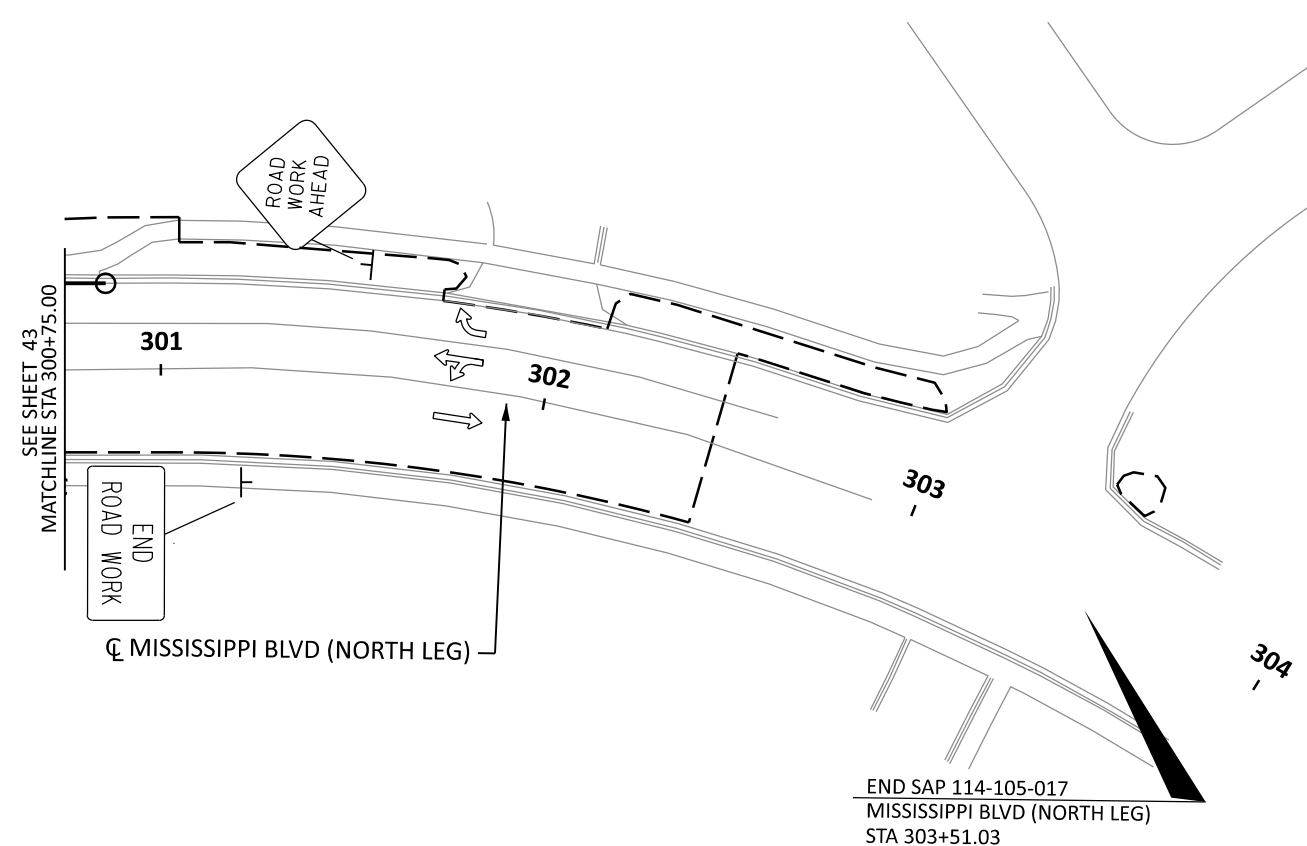 ROAD
WORK
AHEAD
SEE SHEET 43
MATCHLINE STA 300+75.00
301
302
303
304
END
ROAD WORK
℄ MISSISSIPPI BLVD (NORTH LEG)
END SAP 114-105-017
MISSISSIPPI BLVD (NORTH LEG)
STA 303+51.03